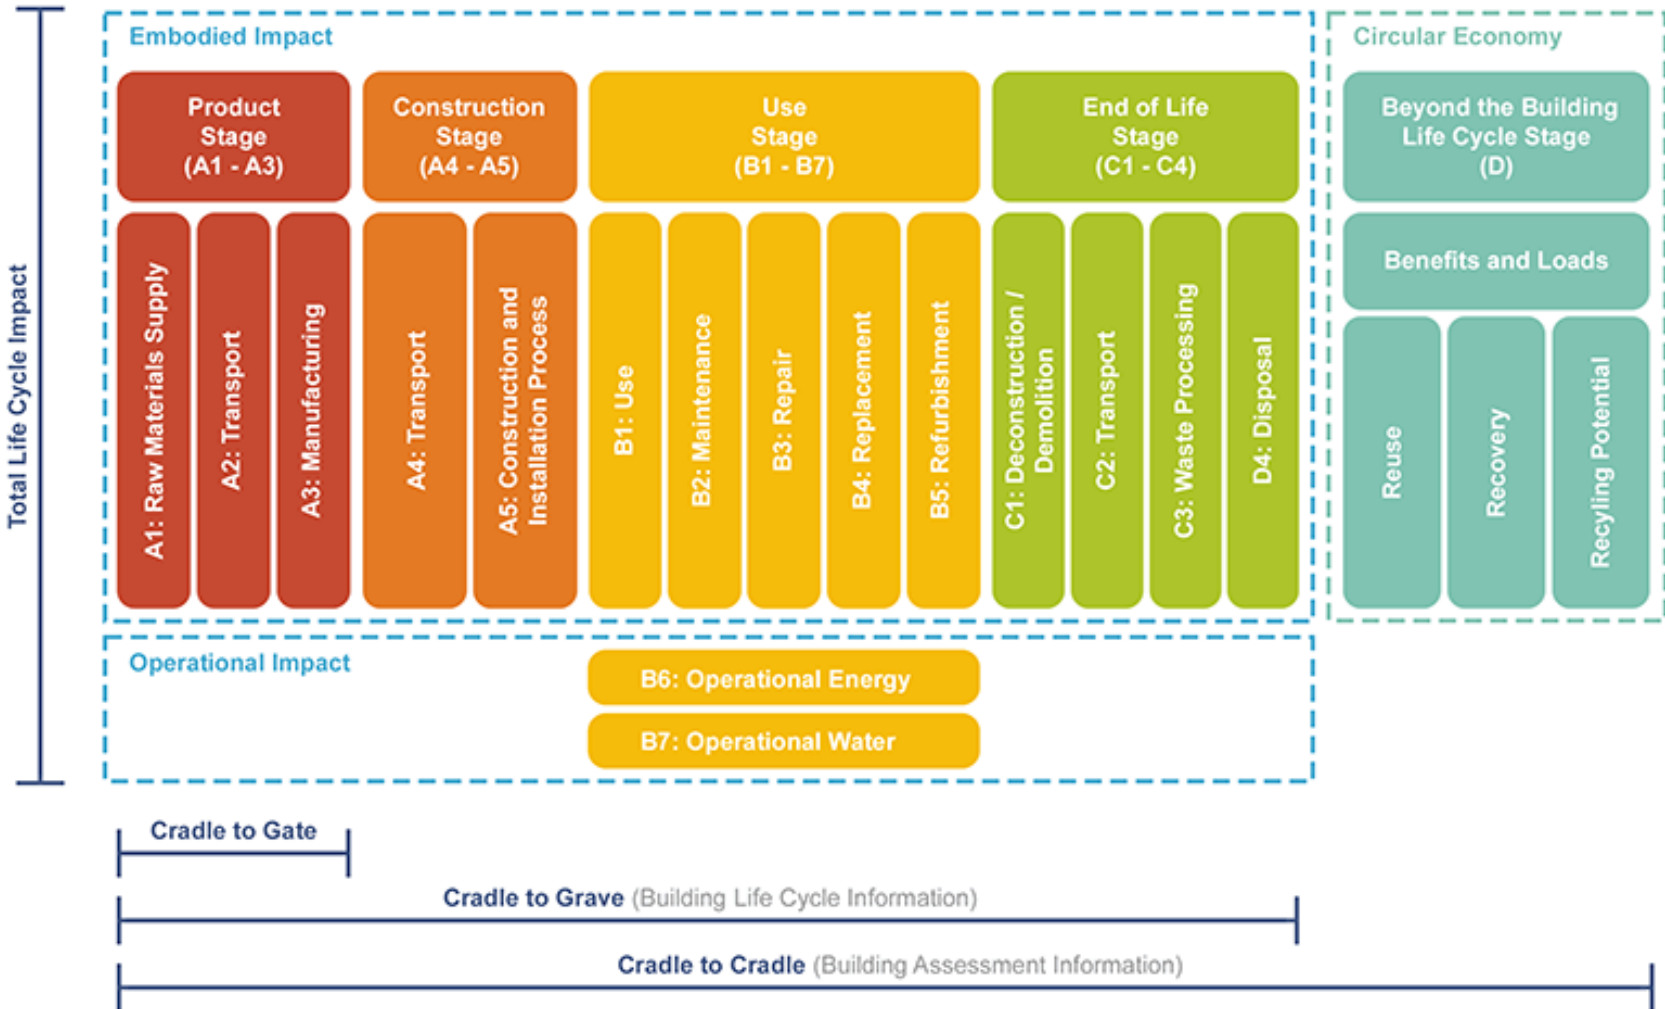 Total Life Cycle Impact
Embodied Impact
Product
Stage
(A1 - A3)
A1: Raw Materials Supply
A2: Transport
A3: Manufacturing
Construction
Stage
(A4 - A5)
A4: Transport
A5: Construction and
Installation Process
Use
Stage
(B1 - B7)
B1: Use
B2: Maintenance
B3: Repair
B4: Replacement
B5: Refurbishment
End of Life
Stage
(C1 - C4)
C1: Deconstruction /
Demolition
C2: Transport
C3: Waste Processing
D4: Disposal
Circular Economy
Beyond the Building
Life Cycle Stage
(D)
Benefits and Loads
Reuse
Recovery
Recyling Potential
Operational Impact
B6: Operational Energy
B7: Operational Water
Cradle to Gate
Cradle to Grave (Building Life Cycle Information)
Cradle to Cradle (Building Assessment Information)